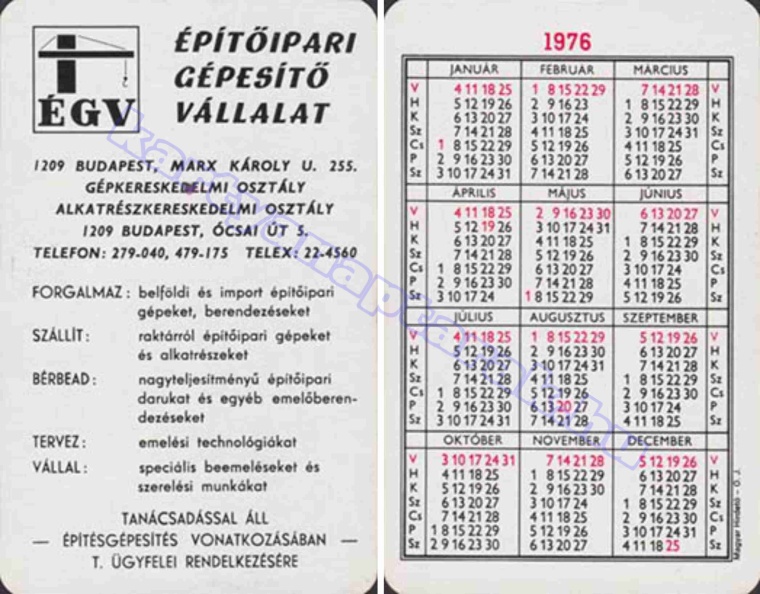 ÉGV
ÉPÍTŐIPARI
GÉPESÍTŐ
VÁLLALAT
1209 BUDAPEST, MARX KÁROLY U. 255.
GÉPKERESKEDELMI OSZTÁLY
ALKATRÉSZKERESKEDELMI OSZTÁLY
1209 BUDAPEST, ÓCSAI ÚT 5.
TELEFON: 279-040, 479-175 TELEX: 22-4560
FORGALMAZ: belföldi és import építőipari
gépeket, berendezéseket
SZÁLLÍT: raktárról építőipari gépeket
és alkatrészeket
BÉRBEAD: nagyteljesítményű építőipari
darukat és egyéb emelőberen-
dezéseket
TERVEZ: emelési technológiákat
VÁLLAL: speciális beemeléseket és
szerelési munkákat
TANÁCSADÁSSAL ÁLL
— ÉPÍTÉSGÉPESÍTÉS VONATKOZÁSÁBAN —
T. ÜGYFELEI RENDELKEZÉSÉRE
kartyanaptarak.hu
1976
JANUÁR FEBRUÁR MÁRCIUS
V 4 11 18 25 1 8 15 22 29 7 14 21 28 V
H 5 12 19 26 2 9 16 23 1 8 15 22 29 H
K 6 13 20 27 3 10 17 24 2 9 16 23 30 K
Sz 7 14 21 28 4 11 18 25 3 10 17 24 31 Sz
Cs 1 8 15 22 29 5 12 19 26 4 11 18 25 Cs
P 2 9 16 23 30 6 13 20 27 5 12 19 26 P
Sz 3 10 17 24 31 7 14 21 28 6 13 20 27 Sz
ÁPRILIS MÁJUS JÚNIUS
V 4 11 18 25 2 9 16 23 30 6 13 20 27 V
H 5 12 19 26 3 10 17 24 31 7 14 21 28 H
K 6 13 20 27 4 11 18 25 1 8 15 22 29 K
Sz 7 14 21 28 5 12 19 26 2 9 16 23 30 Sz
Cs 1 8 15 22 29 6 13 20 27 3 10 17 24 Cs
P 2 9 16 23 30 7 14 21 28 4 11 18 25 P
Sz 3 10 17 24 1 8 15 22 29 5 12 19 26 Sz
JÚLIUS AUGUSZTUS SZEPTEMBER
V 4 11 18 25 1 8 15 22 29 5 12 19 26 V
H 5 12 19 26 2 9 16 23 30 6 13 20 27 H
K 6 13 20 27 3 10 17 24 31 7 14 21 28 K
Sz 7 14 21 28 4 11 18 25 1 8 15 22 29 Sz
Cs 1 8 15 22 29 5 12 19 26 2 9 16 23 30 Cs
P 2 9 16 23 30 6 13 20 27 3 10 17 24 P
Sz 3 10 17 24 31 7 14 21 28 4 11 18 25 Sz
OKTÓBER NOVEMBER DECEMBER
V 3 10 17 24 31 7 14 21 28 5 12 19 26 V
H 4 11 18 25 1 8 15 22 29 6 13 20 27 H
K 5 12 19 26 2 9 16 23 30 7 14 21 28 K
Sz 6 13 20 27 3 10 17 24 1 8 15 22 29 Sz
Cs 7 14 21 28 4 11 18 25 2 9 16 23 30 Cs
P 1 8 15 22 29 5 12 19 26 3 10 17 24 31 P
Sz 2 9 16 23 30 6 13 20 27 4 11 18 25 Sz
Magyar Hirdető – Ö. J.